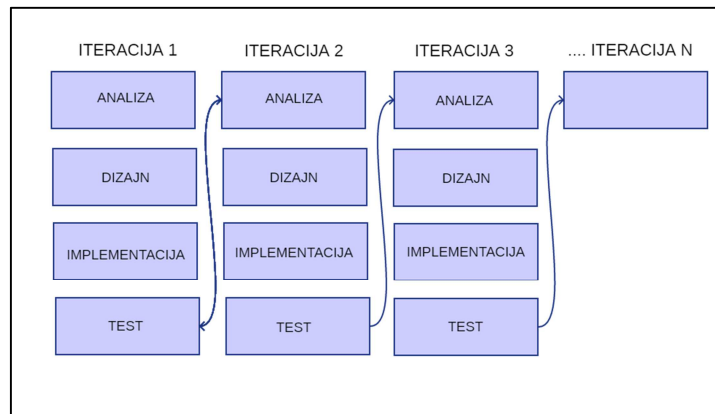 ITERACIJA 1
ITERACIJA 2
ITERACIJA 3
.... ITERACIJA N
ANALIZA
ANALIZA
ANALIZA
DIZAJN
DIZAJN
DIZAJN
IMPLEMENTACIJA
IMPLEMENTACIJA
IMPLEMENTACIJA
TEST
TEST
TEST